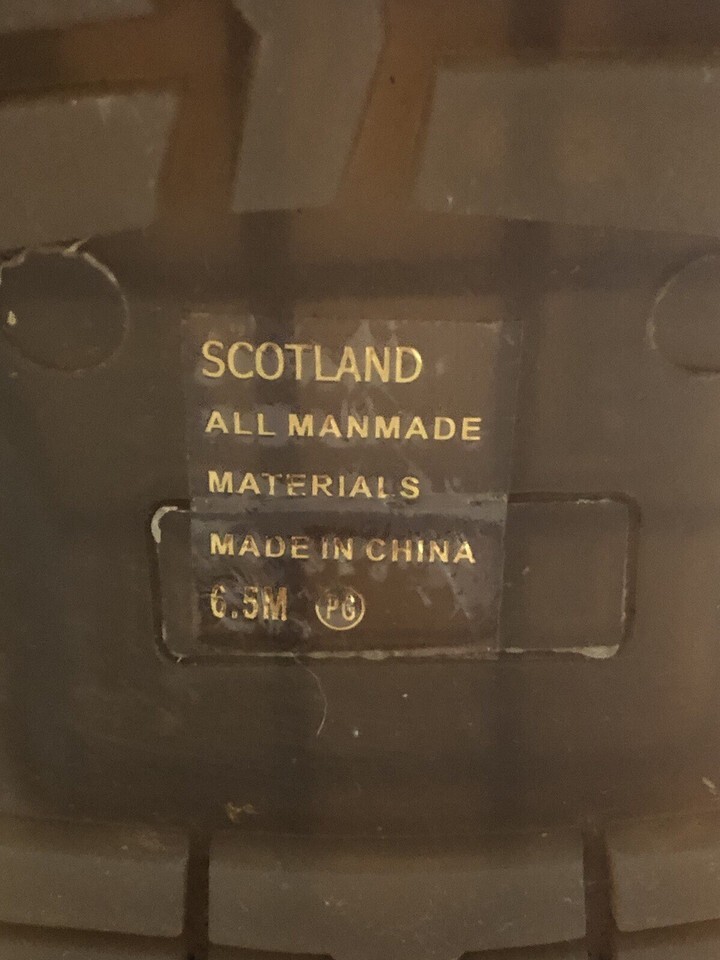 SCOTLAND
ALL MANMADE
MATERIALS
MADE IN CHINA
6.5M PG